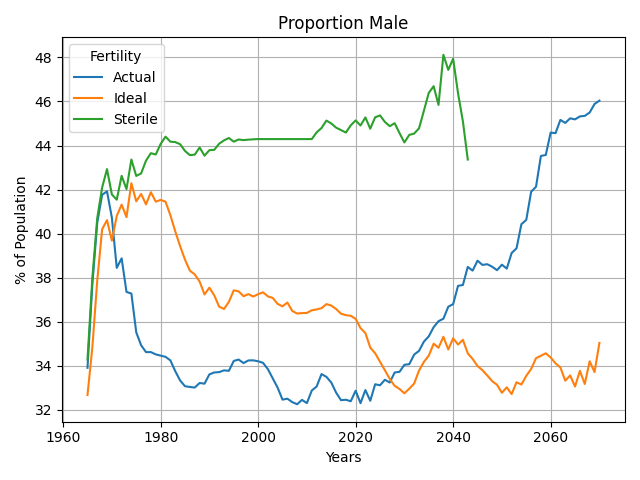 Proportion Male
Fertility
Actual
Ideal
Sterile
% of Population
48
46
44
42
40
38
36
34
32
1960
1980
2000
2020
2040
2060
Years